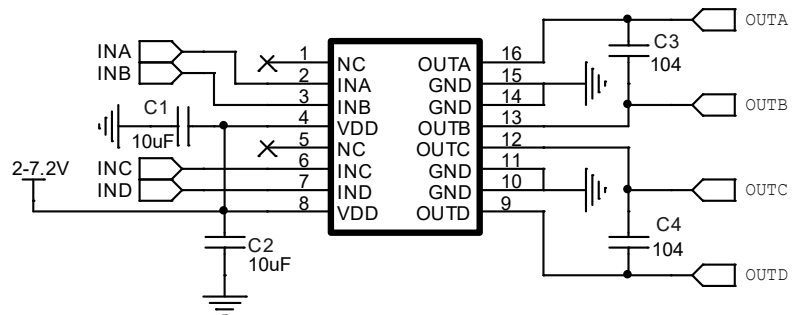 OUTA
INA
INB
1
NC
OUTA
16
C3
104
2
INA
GND
15
3
INB
GND
14
OUTB
C1
10uF
4
VDD
OUTB
13
5
NC
OUTC
12
2-7.2V
INC
IND
6
INC
GND
11
7
IND
GND
10
OUTC
8
VDD
OUTD
9
C4
104
C2
10uF
OUTD